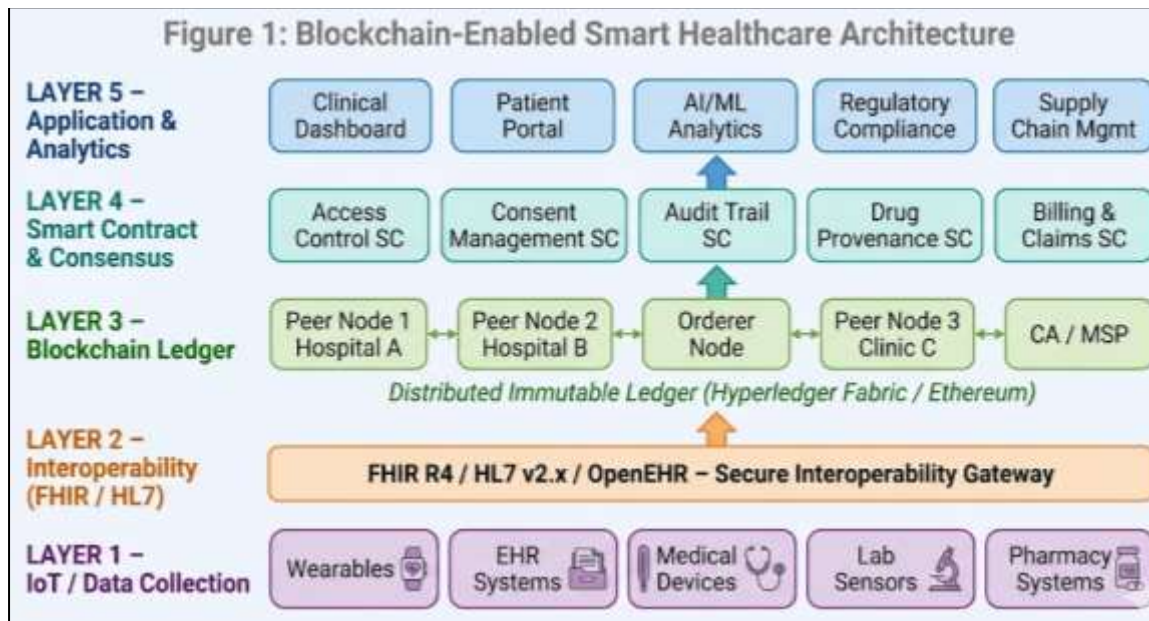 Figure 1: Blockchain-Enabled Smart Healthcare Architecture
LAYER 5 –
Application &
Analytics
Clinical
Dashboard
Patient
Portal
AI/ML
Analytics
Regulatory
Compliance
Supply
Chain Mgmt
LAYER 4 –
Smart Contract
& Consensus
Access
Control SC
Consent
Management SC
Audit Trail
SC
Drug
Provenance SC
Billing &
Claims SC
LAYER 3 –
Blockchain Ledger
Peer Node 1
Hospital A
Peer Node 2
Hospital B
Orderer
Node
Peer Node 3
Clinic C
CA / MSP
Distributed Immutable Ledger (Hyperledger Fabric / Ethereum)
LAYER 2 –
Interoperability
(FHIR / HL7)
FHIR R4 / HL7 v2.x / OpenEHR – Secure Interoperability Gateway
LAYER 1 –
IoT / Data Collection
Wearables
EHR
Systems
Medical
Devices
Lab
Sensors
Pharmacy
Systems